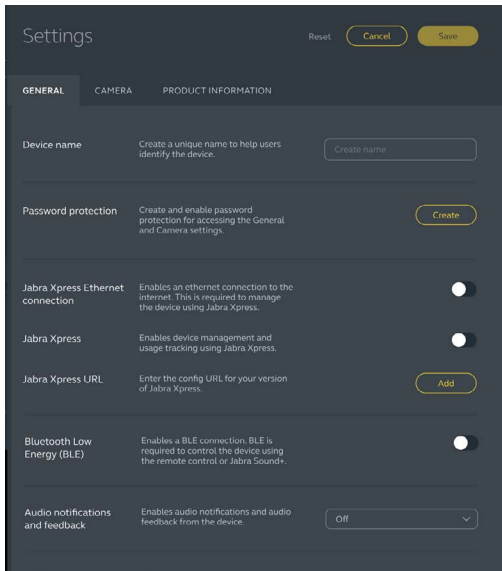 Settings
Reset
Cancel
Save
GENERAL
CAMERA
PRODUCT INFORMATION
Device name
Create a unique name to help users
identify the device.
Create name
Password protection
Create and enable password
protection for accessing the General
and Camera settings.
Create
Jabra Xpress Ethernet
connection
Enables an ethernet connection to the
internet. This is required to manage
the device using Jabra Xpress.
Jabra Xpress
Enables device management and
usage tracking using Jabra Xpress.
Jabra Xpress URL
Enter the config URL for your version
of Jabra Xpress.
Add
Bluetooth Low
Energy (BLE)
Enables a BLE connection. BLE is
required to control the device using
the remote control or Jabra Sound+.
Audio notifications
and feedback
Enables audio notifications and audio
feedback from the device.
Off